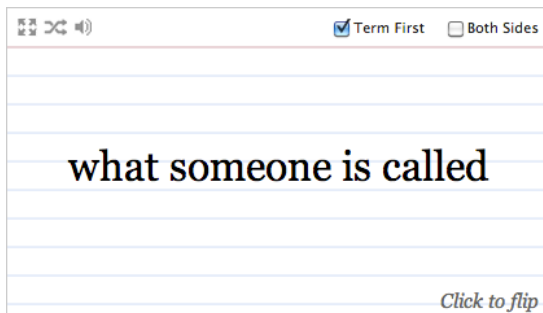 Term First Both Sides
what someone is called
Click to flip